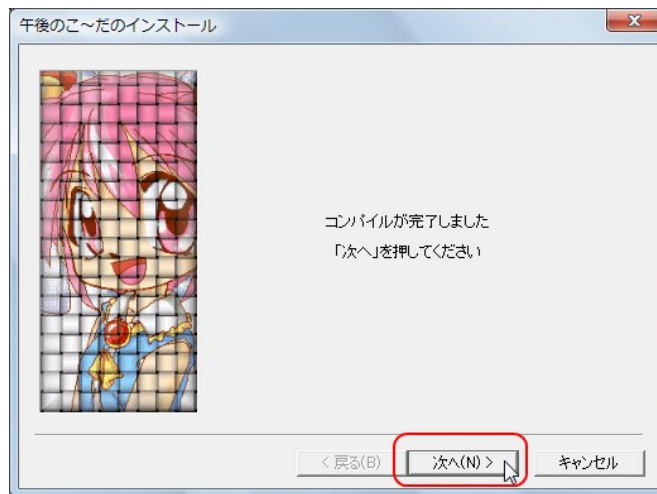 午後のこ～だのインストール
コンパイルが完了しました
「次へ」を押してください
< 戻る(B)
次へ(N) >
キャンセル